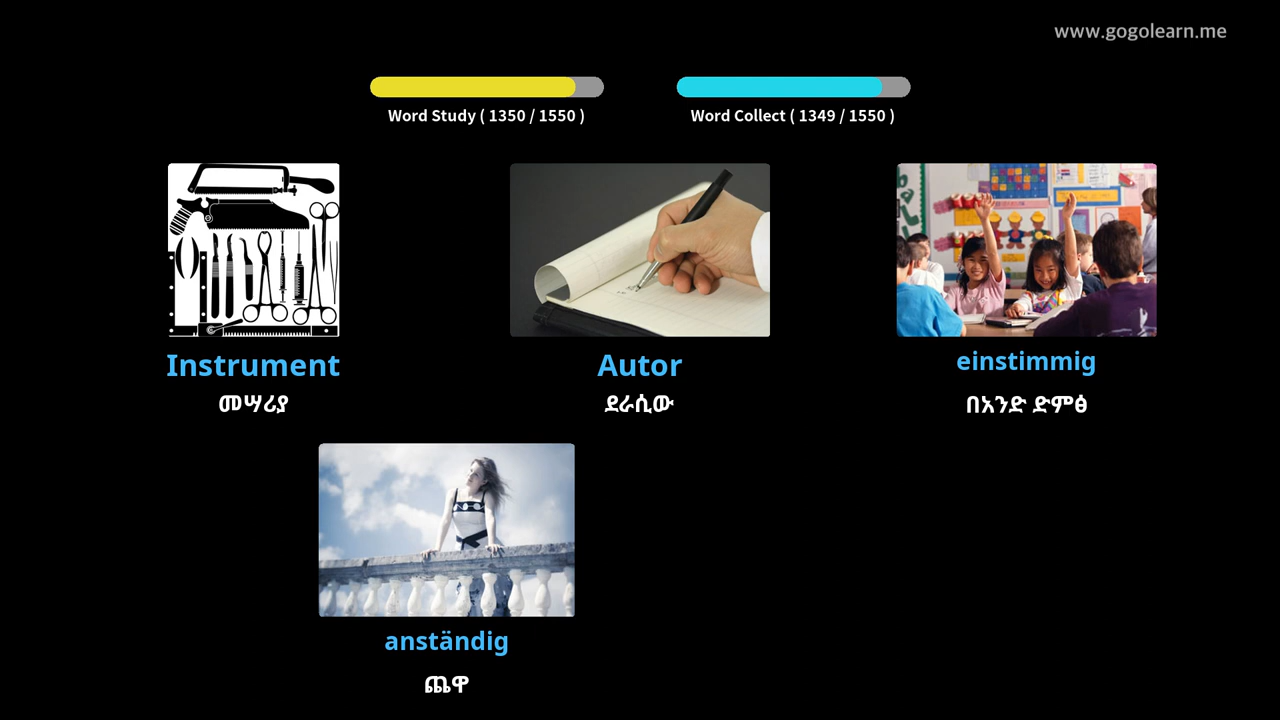 www.gogolearn.me
Word Study ( 1350 / 1550 )
Word Collect ( 1349 / 1550 )
Instrument
መሣሪያ
Autor
ደራሲው
einstimmig
በአንድ ድምፅ
anständig
ጨዋ